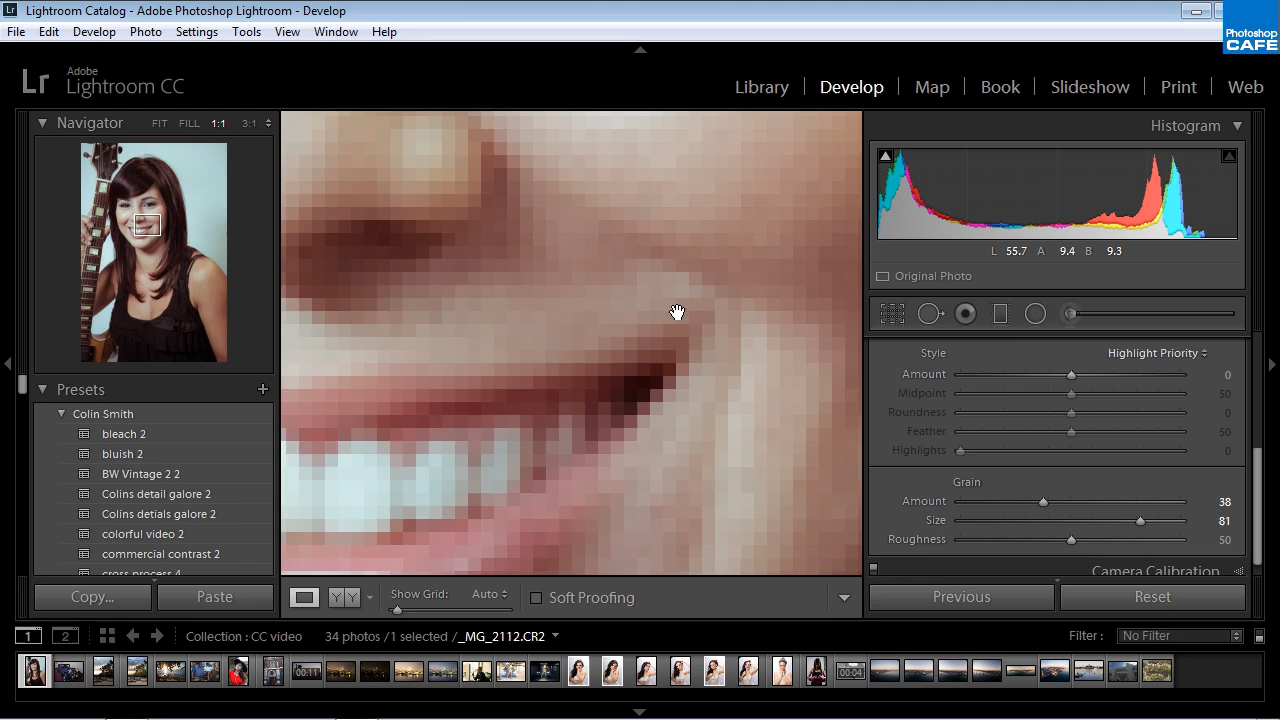 Lightroom Catalog - Adobe Photoshop Lightroom - Develop
File Edit Develop Photo Settings Tools View Window Help
Photoshop
CAFE
Lr Adobe
Lightroom CC
Library Develop Map Book Slideshow Print Web
Navigator FIT FILL 1:1 3:1
Histogram
L 55.7 A 9.4 B 9.3
Original Photo
Style Highlight Priority
Amount 0
Midpoint 50
Roundness 0
Feather 50
Highlights 0
Grain
Amount 38
Size 81
Roughness 50
Camera Calibration
Presets
Colin Smith
bleach 2
bluish 2
BW Vintage 2 2
Colins detail galore 2
Colins detials galore 2
colorful video 2
commercial contrast 2
cross process 4
Copy... Paste
Show Grid: Auto Soft Proofing
Previous Reset
1 2 Collection : CC video 34 photos /1 selected /_MG_2112.CR2 Filter : No Filter
00:11 00:04